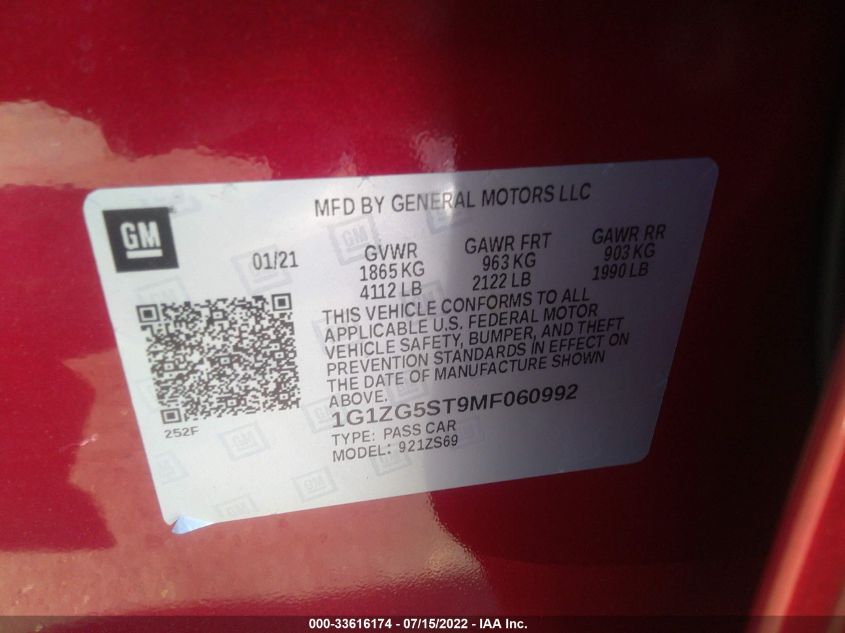 MFD BY GENERAL MOTORS LLC
GM
01/21
GVWR
1865 KG
4112 LB
GAWR FRT
963 KG
2122 LB
GAWR RR
903 KG
1990 LB
THIS VEHICLE CONFORMS TO ALL
APPLICABLE U.S. FEDERAL MOTOR
VEHICLE SAFETY, BUMPER, AND THEFT
PREVENTION STANDARDS IN EFFECT ON
THE DATE OF MANUFACTURE SHOWN
ABOVE.
252F
1G1ZG5ST9MF060992
TYPE: PASS CAR
MODEL: 921ZS69
000-33616174 - 07/15/2022 - IAA Inc.